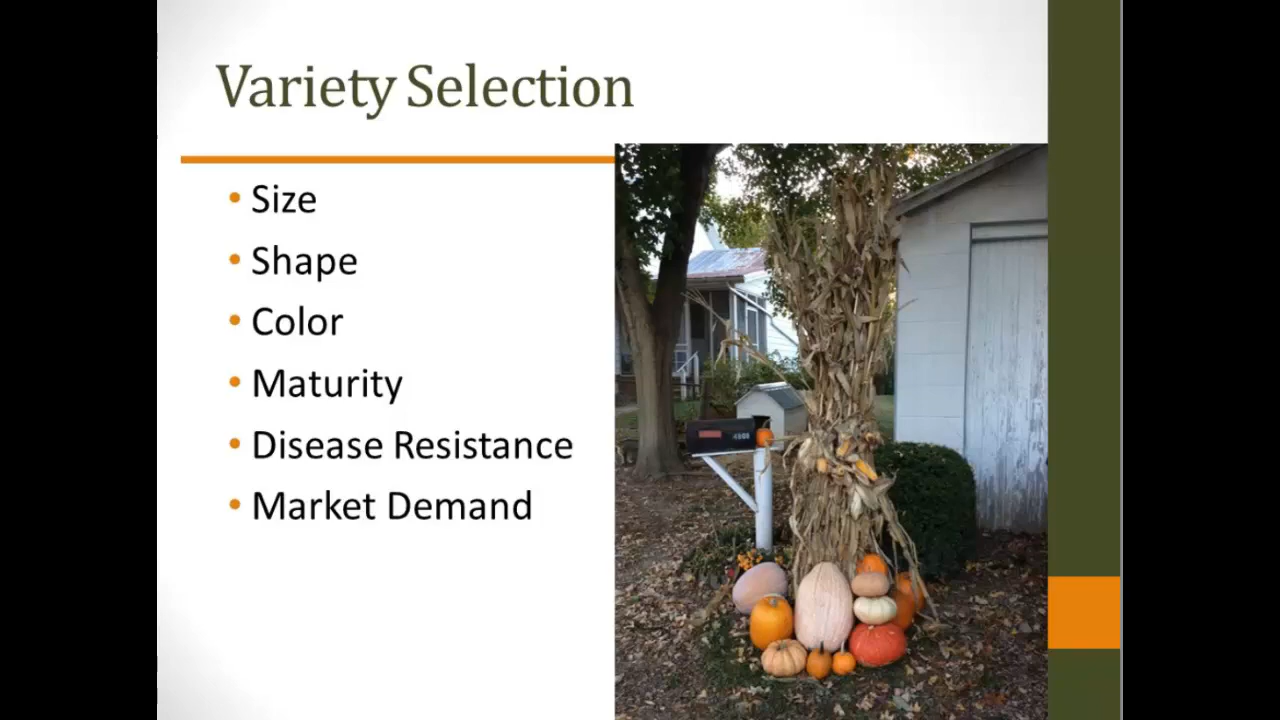 Variety Selection
• Size
• Shape
• Color
• Maturity
• Disease Resistance
• Market Demand